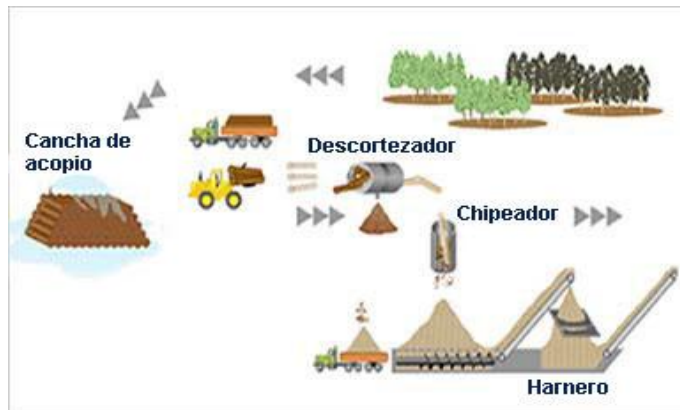 Cancha de
acopio
Descortezador
Chipeador
Harnero